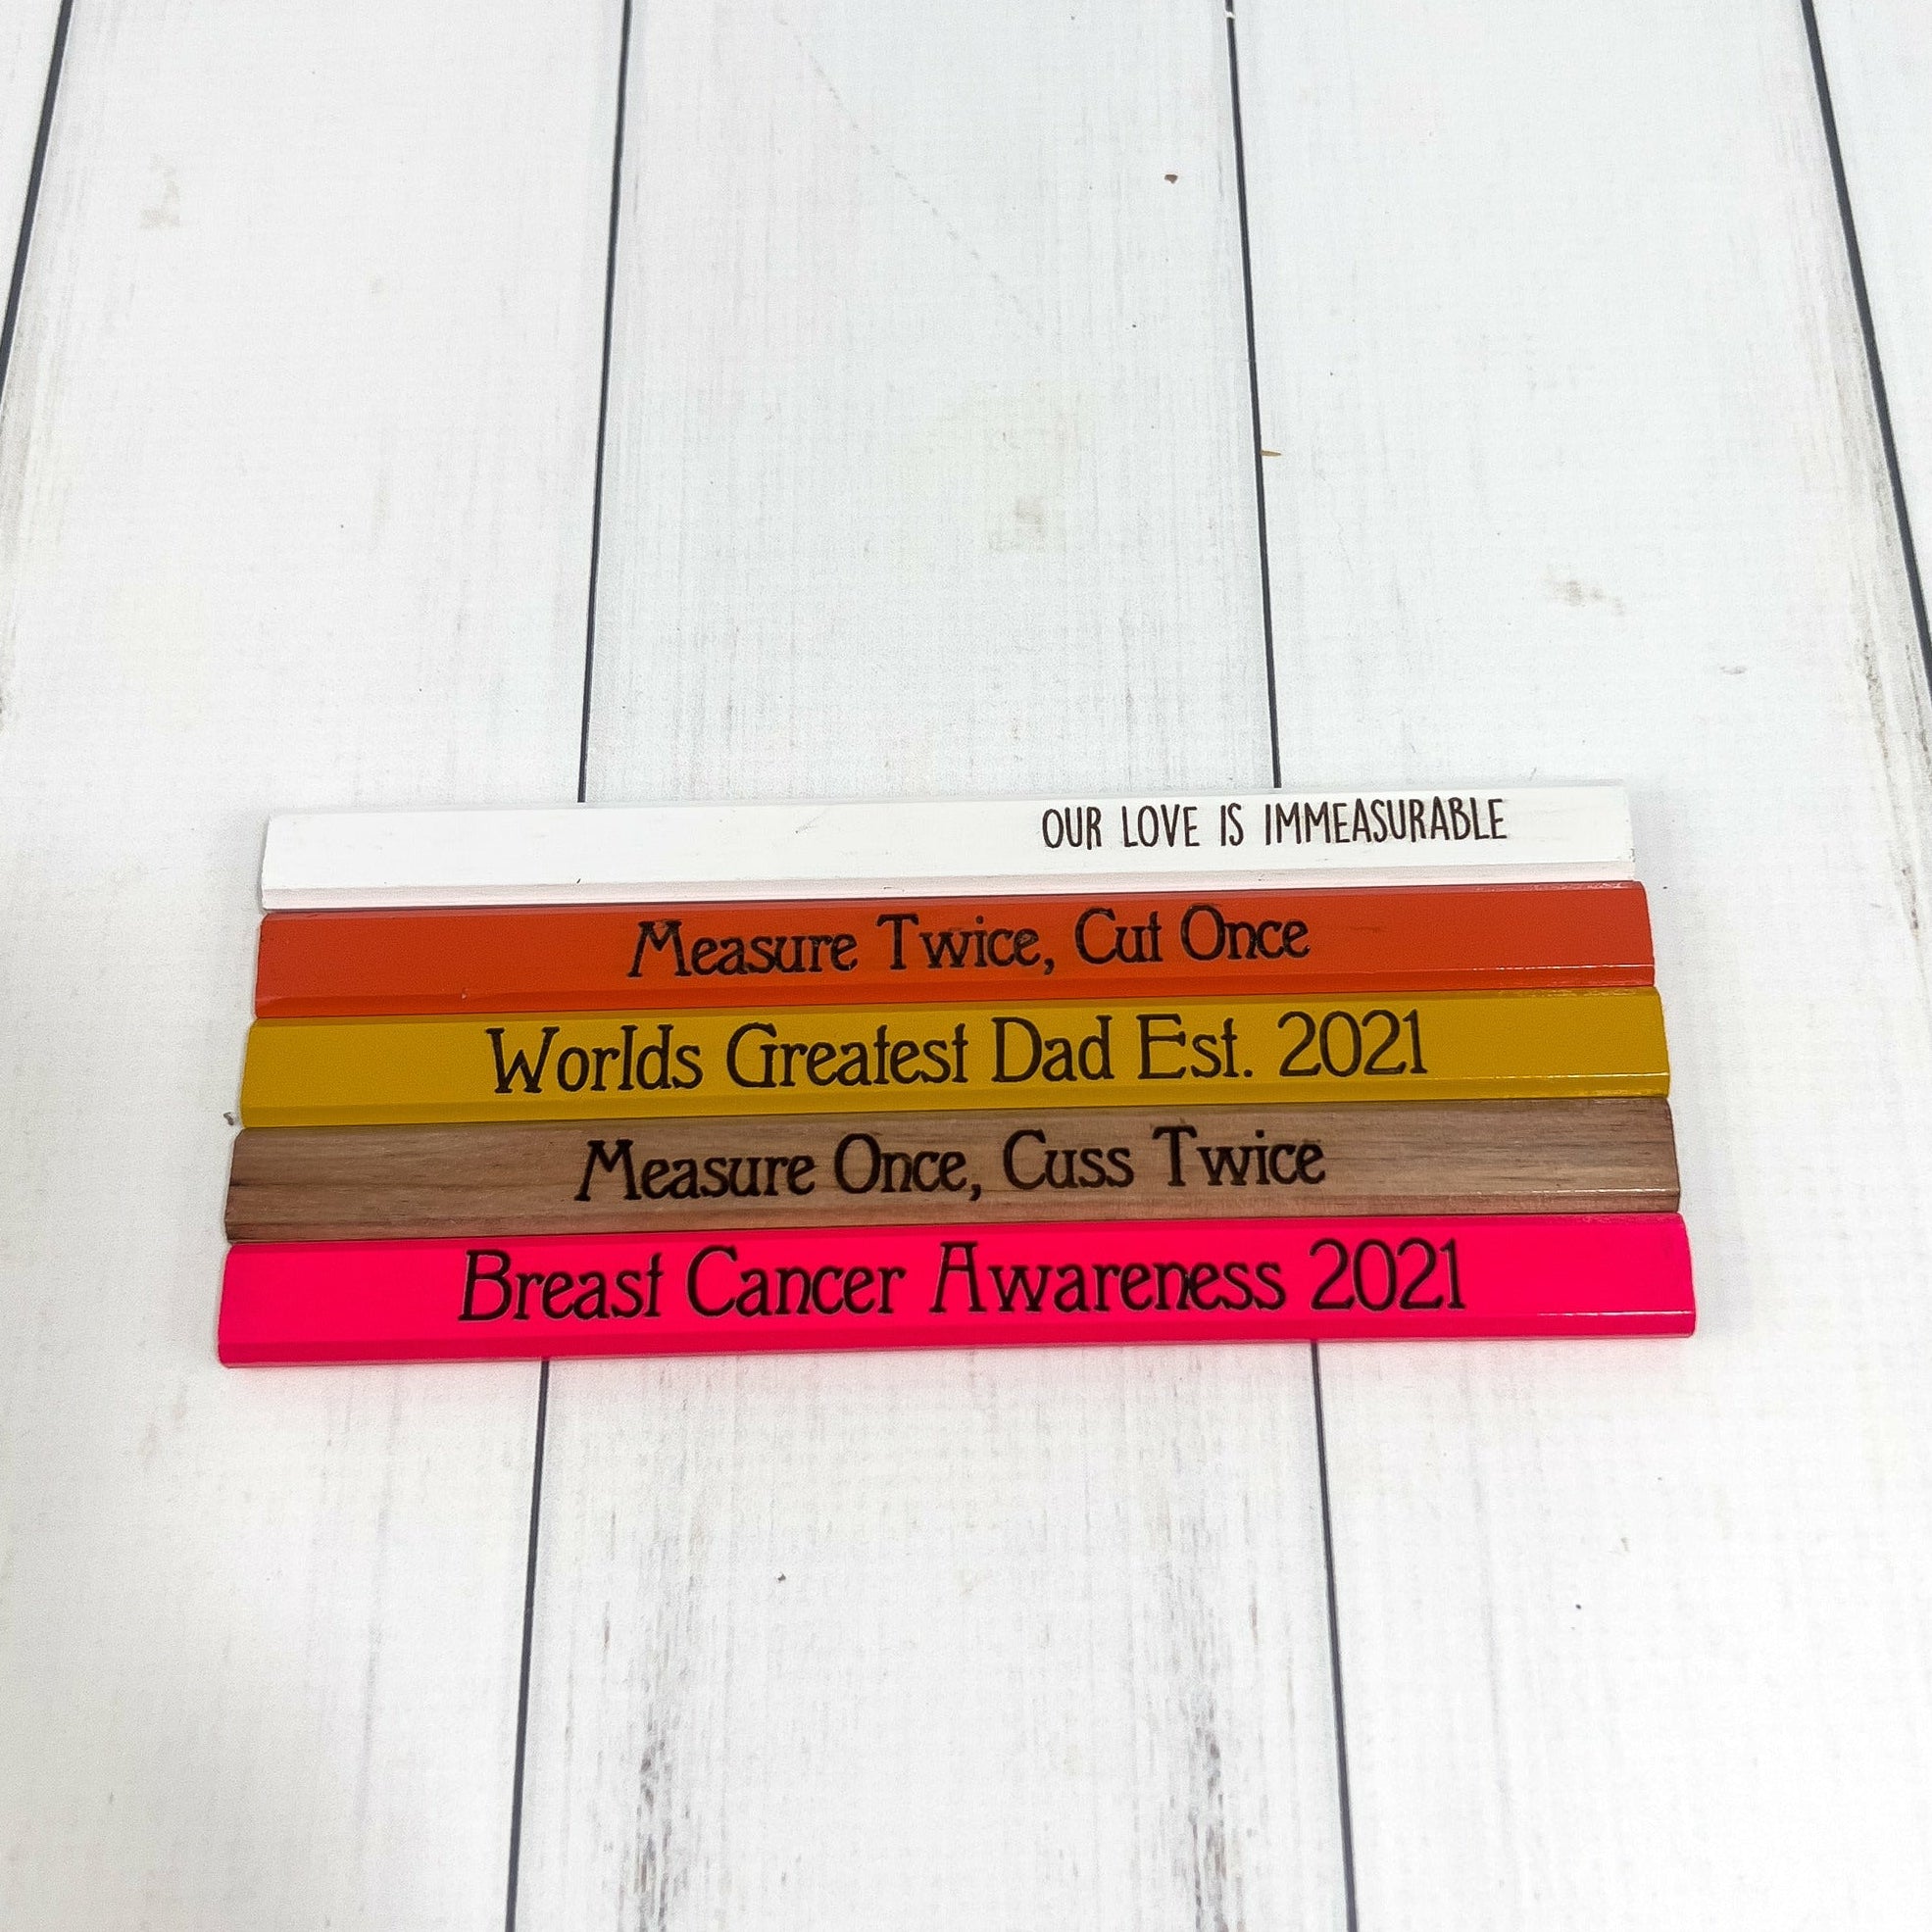 OUR LOVE IS IMMEASURABLE
Measure Twice, Cut Once
Worlds Greatest Dad Est. 2021
Measure Once, Cuss Twice
Breast Cancer Awareness 2021